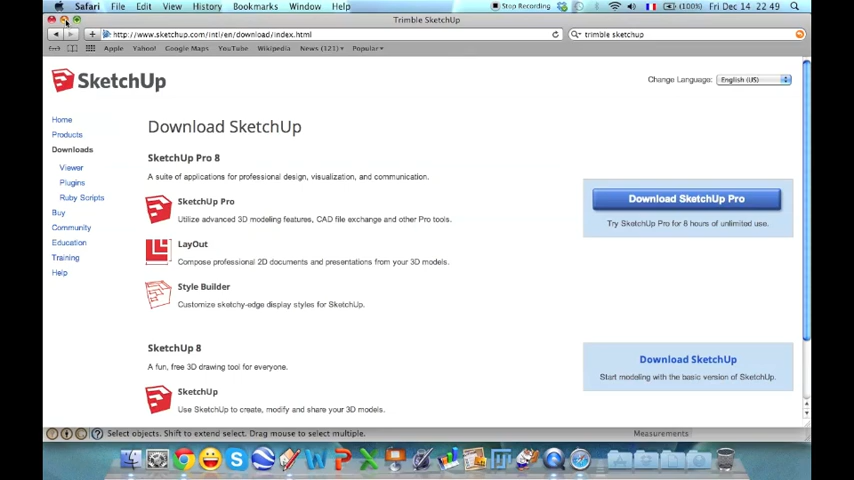 Safari File Edit View History Bookmarks Window Help Stop Recording (100%) Fri Dec 14 22:49
Trimble SketchUp
http://www.sketchup.com/intl/en/download/index.html trimble sketchup
Apple Yahoo! Google Maps YouTube Wikipedia News (121) Popular
SketchUp
Change Language: English (US)
Home
Products
Downloads
Viewer
Plugins
Ruby Scripts
Buy
Community
Education
Training
Help
Download SketchUp
SketchUp Pro 8
A suite of applications for professional design, visualization, and communication.
SketchUp Pro
Utilize advanced 3D modeling features, CAD file exchange and other Pro tools.
LayOut
Compose professional 2D documents and presentations from your 3D models.
Style Builder
Customize sketchy-edge display styles for SketchUp.
Download SketchUp Pro
Try SketchUp Pro for 8 hours of unlimited use.
SketchUp 8
A fun, free 3D drawing tool for everyone.
SketchUp
Use SketchUp to create, modify and share your 3D models.
Download SketchUp
Start modeling with the basic version of SketchUp.
Select objects. Shift to extend select. Drag mouse to select multiple. Measurements